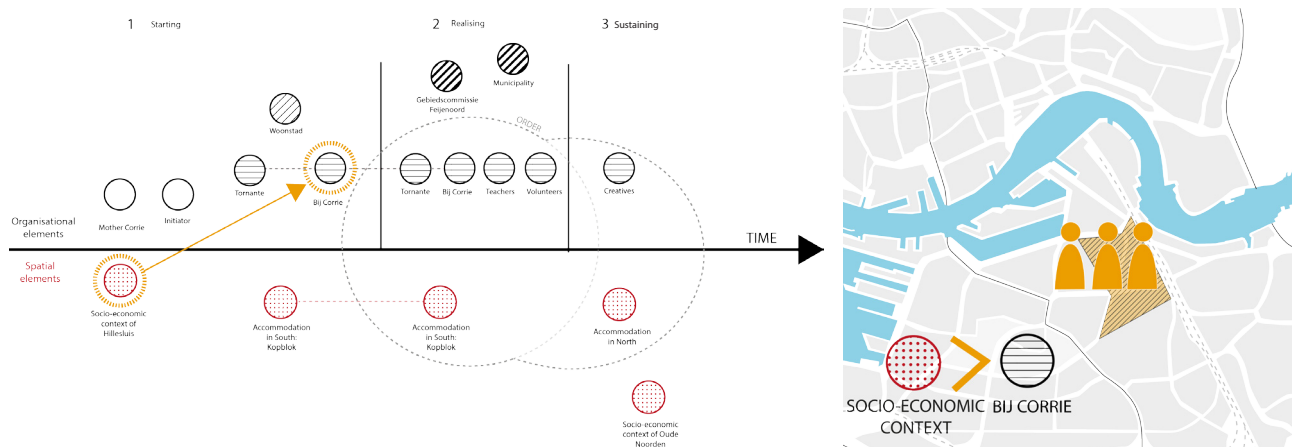 1 Starting
2 Realising
3 Sustaining
Municipality
Gebiedscommissie
Feijenoord
Woonstad
ORDER
Tornante
Bij Corrie
Tornante
Bij Corrie
Teachers
Volunteers
Creatives
Mother Corrie
Initiator
Organisational
elements
TIME
Spatial
elements
Socio-economic
context of
Hillesluis
Accommodation
in South:
Kopblok
Accommodation
in South:
Kopblok
Accommodation
in North
Socio-economic
context of Oude
Noorden
SOCIO-ECONOMIC
CONTEXT
BIJ CORRIE